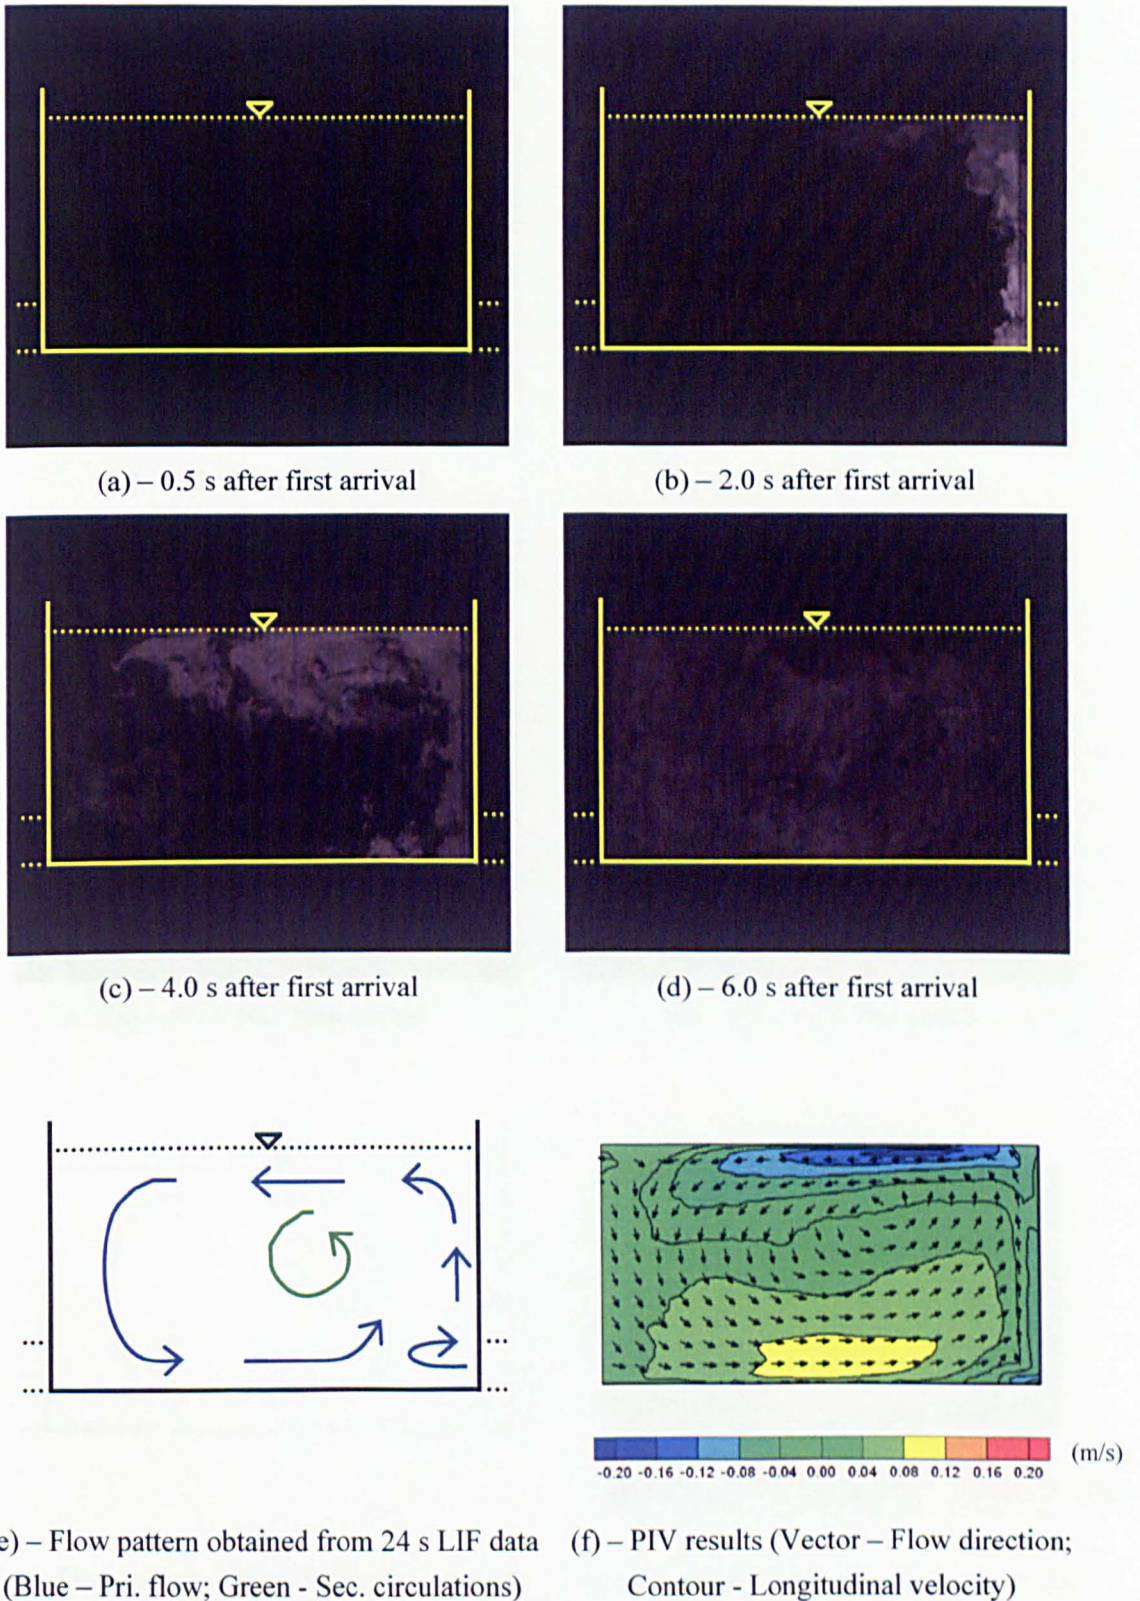 (a) – 0.5 s after first arrival
(b) – 2.0 s after first arrival
(c) – 4.0 s after first arrival
(d) – 6.0 s after first arrival
(m/s)
-0.20 -0.16 -0.12 -0.08 -0.04 0.00 0.04 0.08 0.12 0.16 0.20
e) – Flow pattern obtained from 24 s LIF data
(Blue – Pri. flow; Green - Sec. circulations)
(f) – PIV results (Vector – Flow direction;
Contour - Longitudinal velocity)